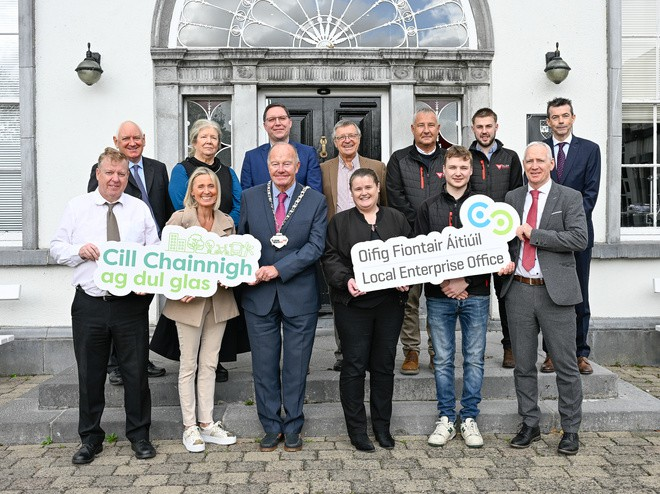 Cill Chainnigh
ag dul glas
Oifig Fiontair Áitiúil
Local Enterprise Office